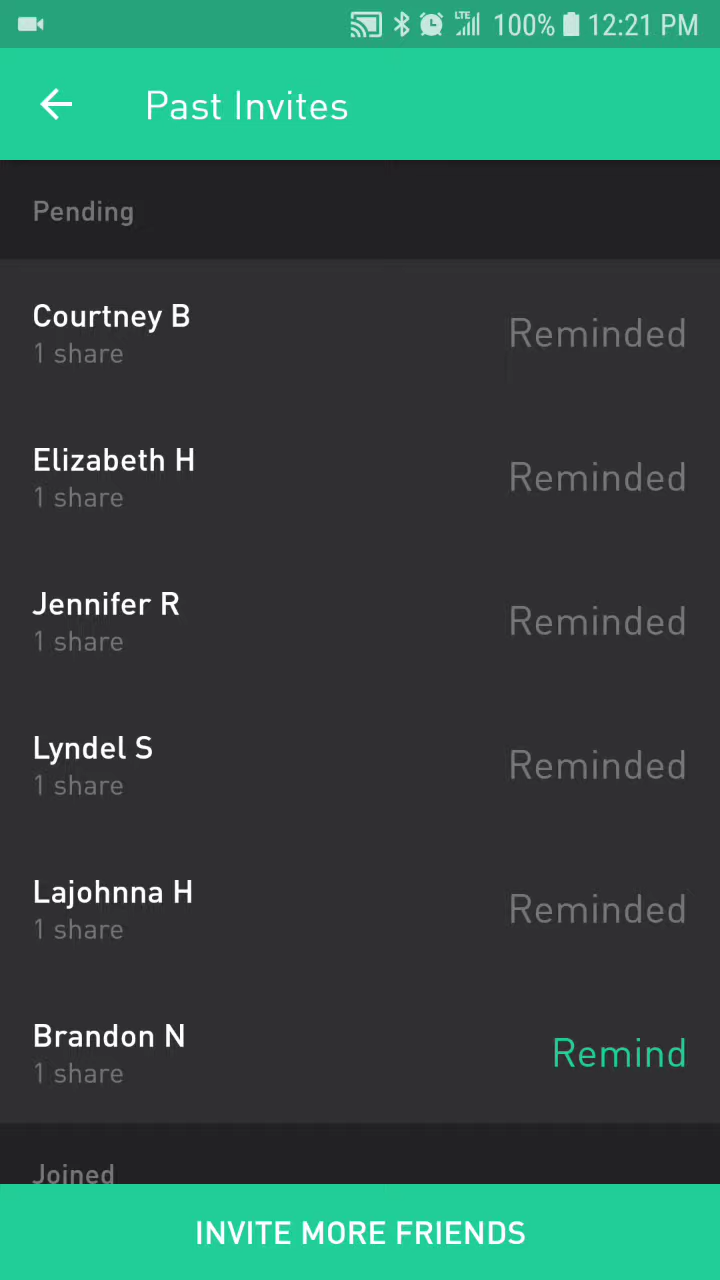 LTE 100% 12:21 PM
Past Invites
Pending
Courtney B
1 share
Reminded
Elizabeth H
1 share
Reminded
Jennifer R
1 share
Reminded
Lyndel S
1 share
Reminded
Lajohnna H
1 share
Reminded
Brandon N
1 share
Remind
Joined
INVITE MORE FRIENDS